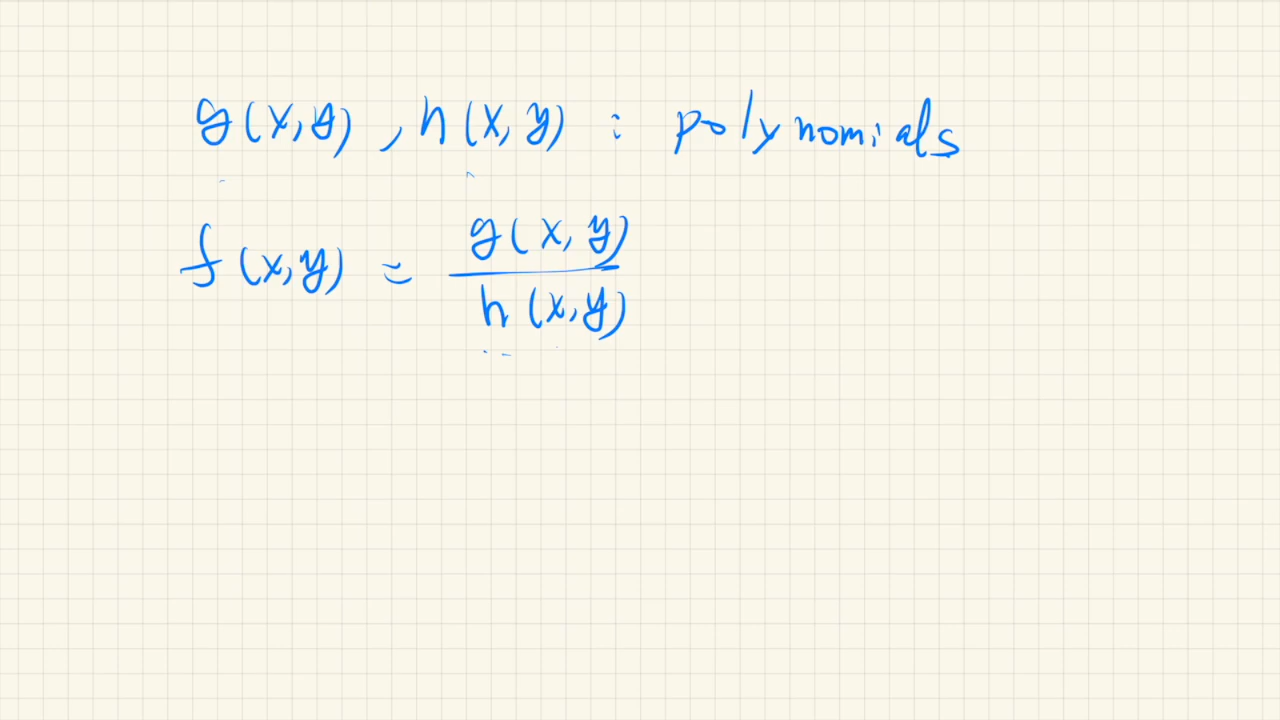 g(x,y), h(x,y) : polynomials
f(x,y) = g(x,y)/h(x,y)